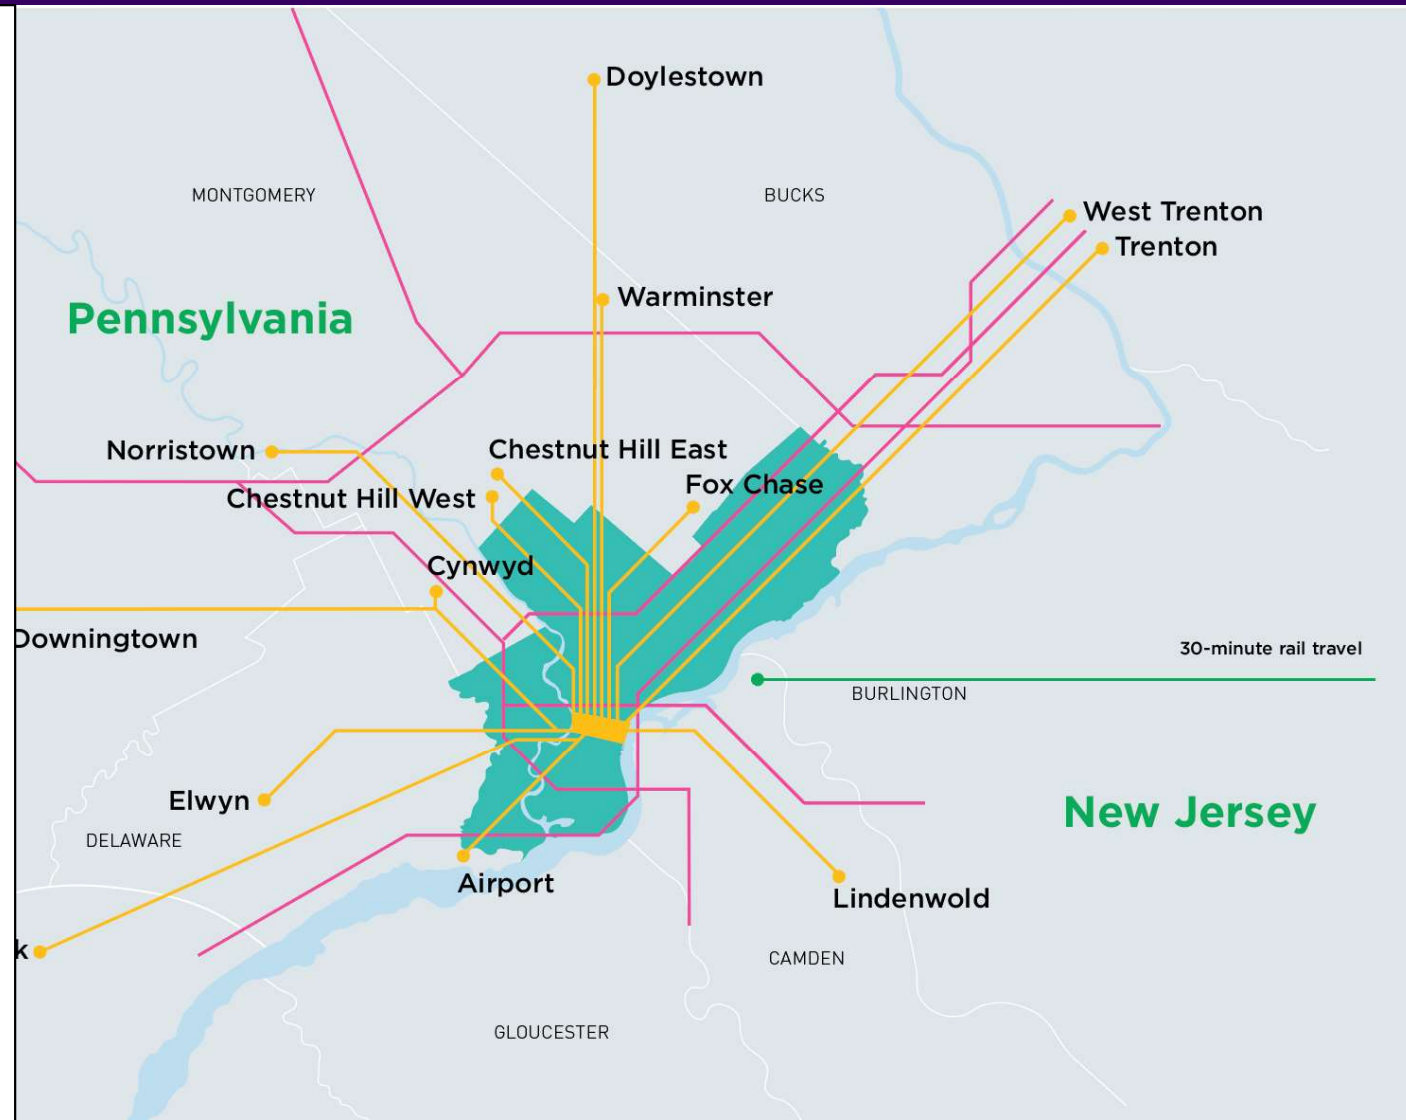 Doylestown
MONTGOMERY
BUCKS
West Trenton
Trenton
Warminster
Pennsylvania
Norristown
Chestnut Hill East
Fox Chase
Chestnut Hill West
Cynwyd
Downingtown
30-minute rail travel
BURLINGTON
Elwyn
New Jersey
DELAWARE
Airport
Lindenwold
k
CAMDEN
GLOUCESTER